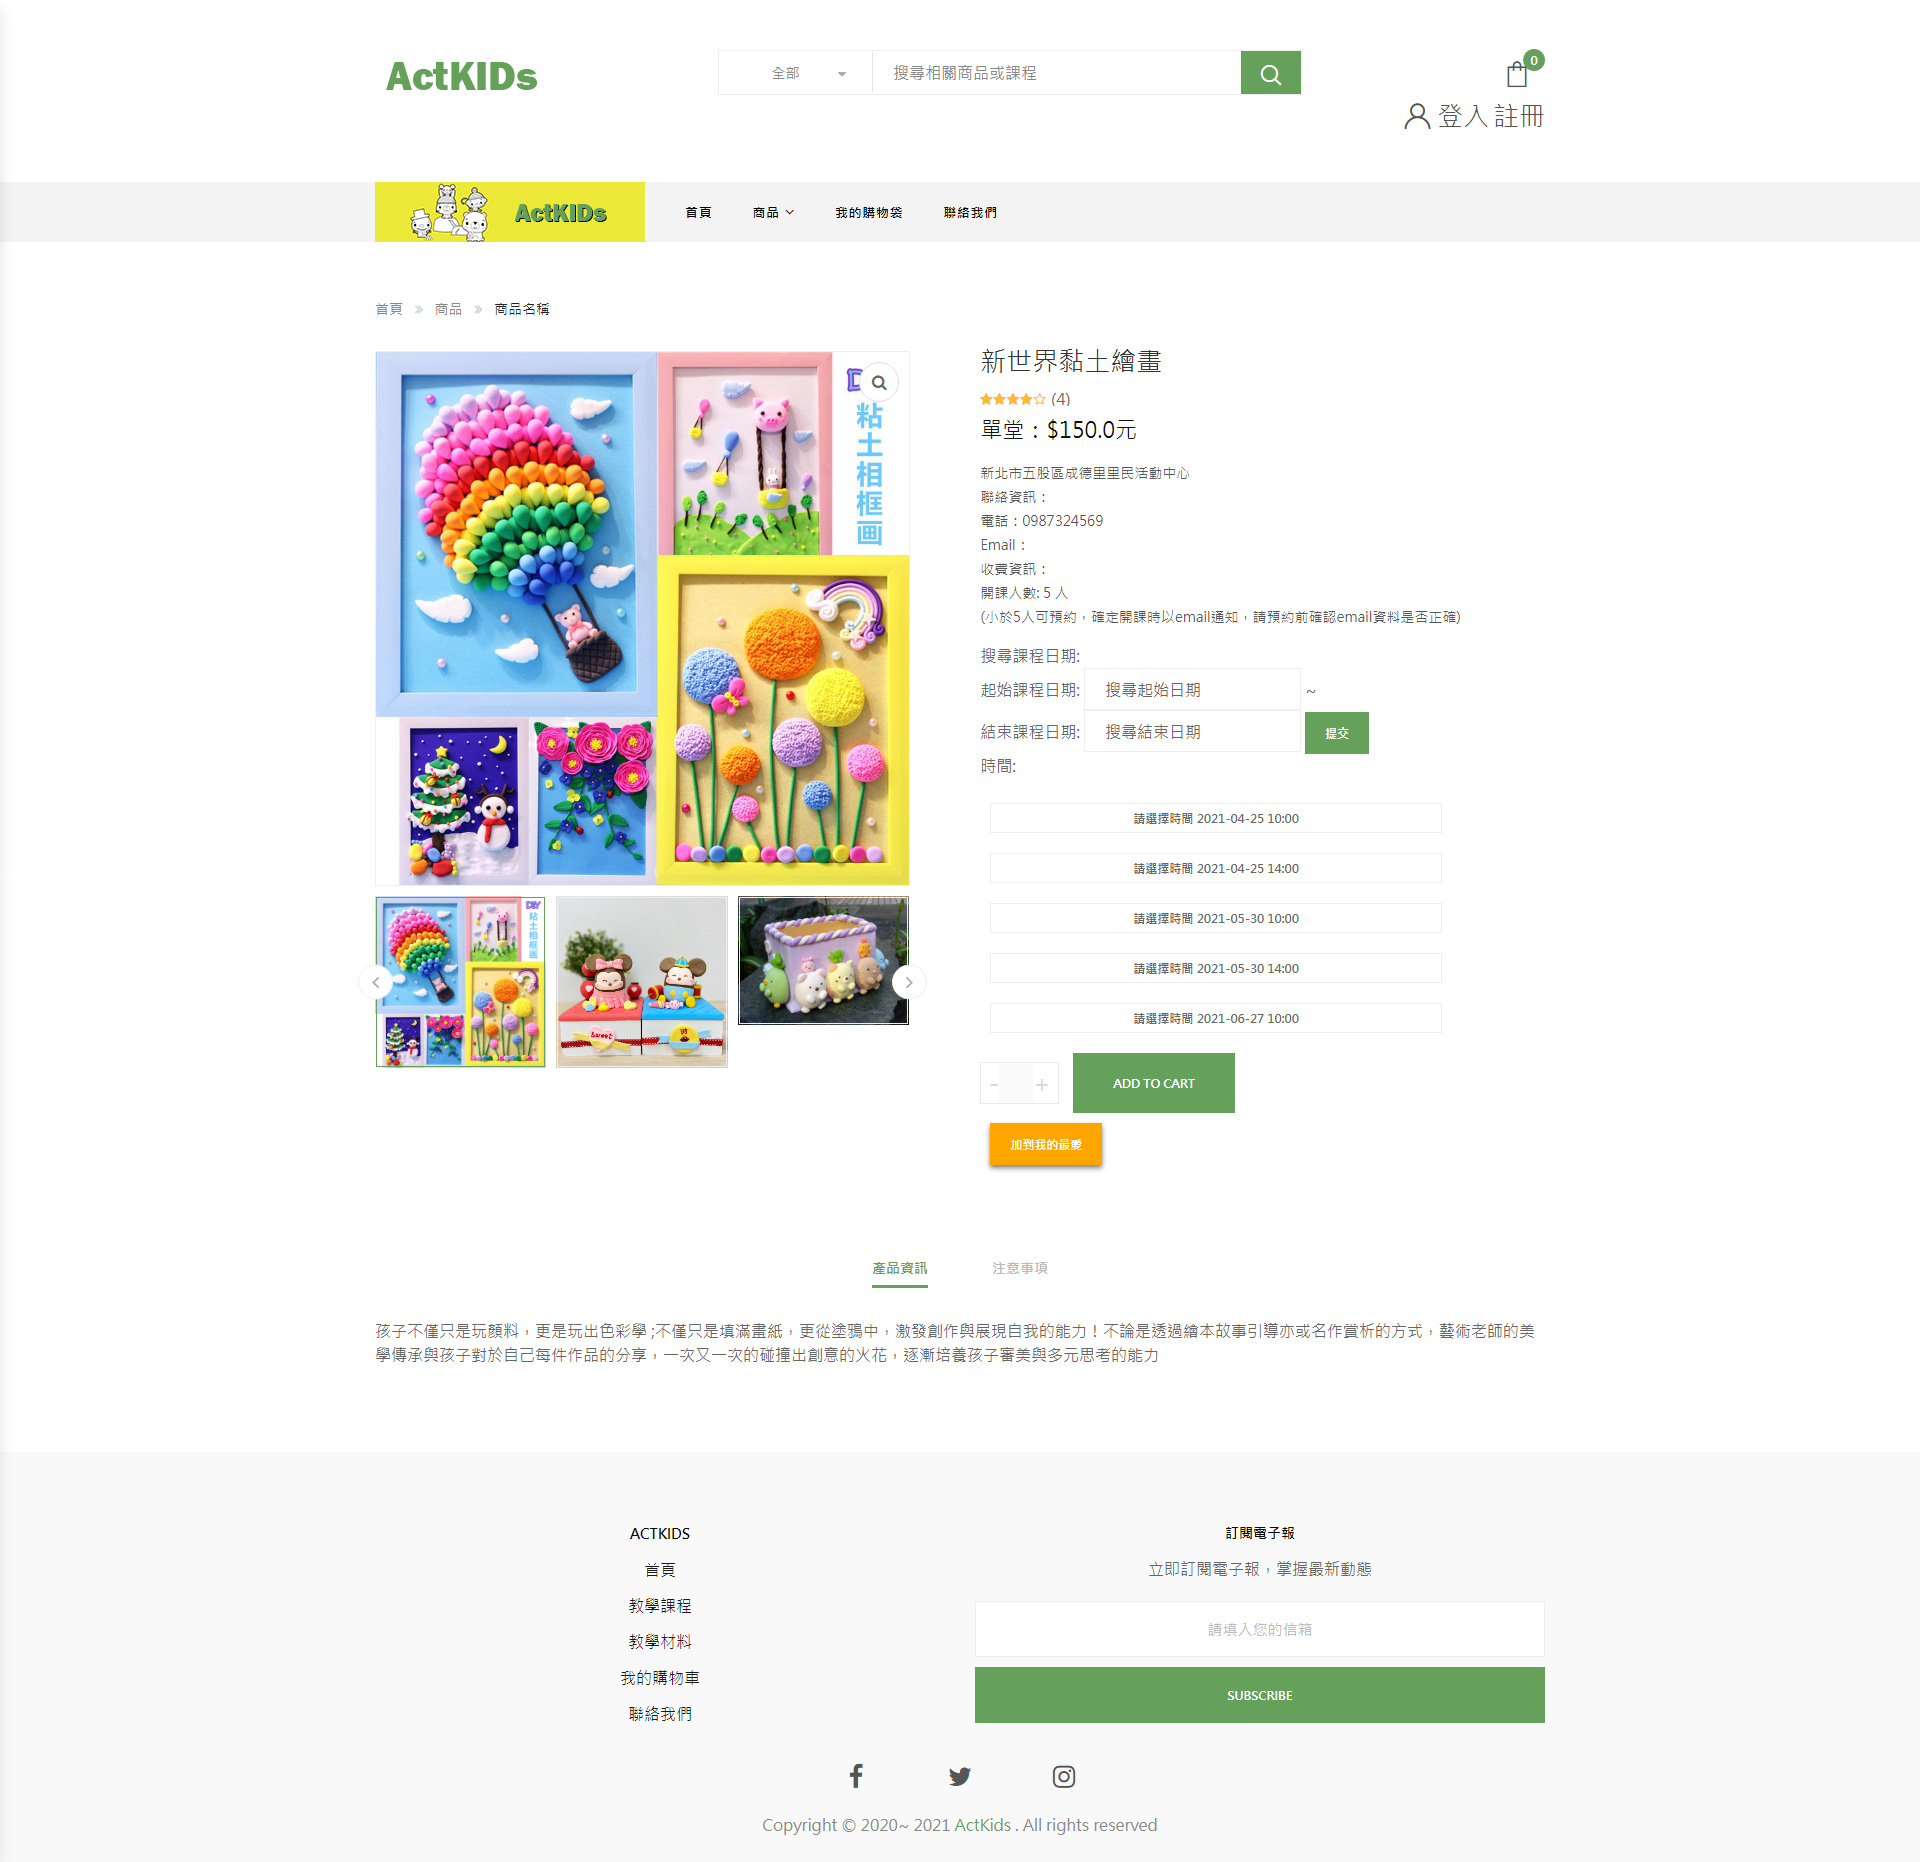 ActKIDs
全部
搜尋相關商品或課程
0
登入 註冊
ActKIDs
首頁
商品
我的購物袋
聯絡我們
首頁 » 商品 » 商品名稱
新世界黏土繪畫
(4)
單堂：$150.0元
新北市五股區成德里里民活動中心
聯絡資訊：
電話：0987324569
Email：
收費資訊：
開課人數: 5 人
(小於5人可預約，確定開課時以email通知，請預約前確認email資料是否正確)
搜尋課程日期:
起始課程日期: 搜尋起始日期 ~
結束課程日期: 搜尋結束日期 提交
時間:
請選擇時間 2021-04-25 10:00
請選擇時間 2021-04-25 14:00
請選擇時間 2021-05-30 10:00
請選擇時間 2021-05-30 14:00
請選擇時間 2021-06-27 10:00
- +
ADD TO CART
加到我的最愛
粘土相框画
DIY
粘土相框画
Sweet
產品資訊
注意事項
孩子不僅只是玩顏料，更是玩出色彩學 ;不僅只是填滿畫紙，更從塗鴉中，激發創作與展現自我的能力！不論是透過繪本故事引導亦或名作賞析的方式，藝術老師的美
學傳承與孩子對於自己每件作品的分享，一次又一次的碰撞出創意的火花，逐漸培養孩子審美與多元思考的能力
ACTKIDS
首頁
教學課程
教學材料
我的購物車
聯絡我們
訂閱電子報
立即訂閱電子報，掌握最新動態
請填入您的信箱
SUBSCRIBE
Copyright © 2020~ 2021 ActKids . All rights reserved